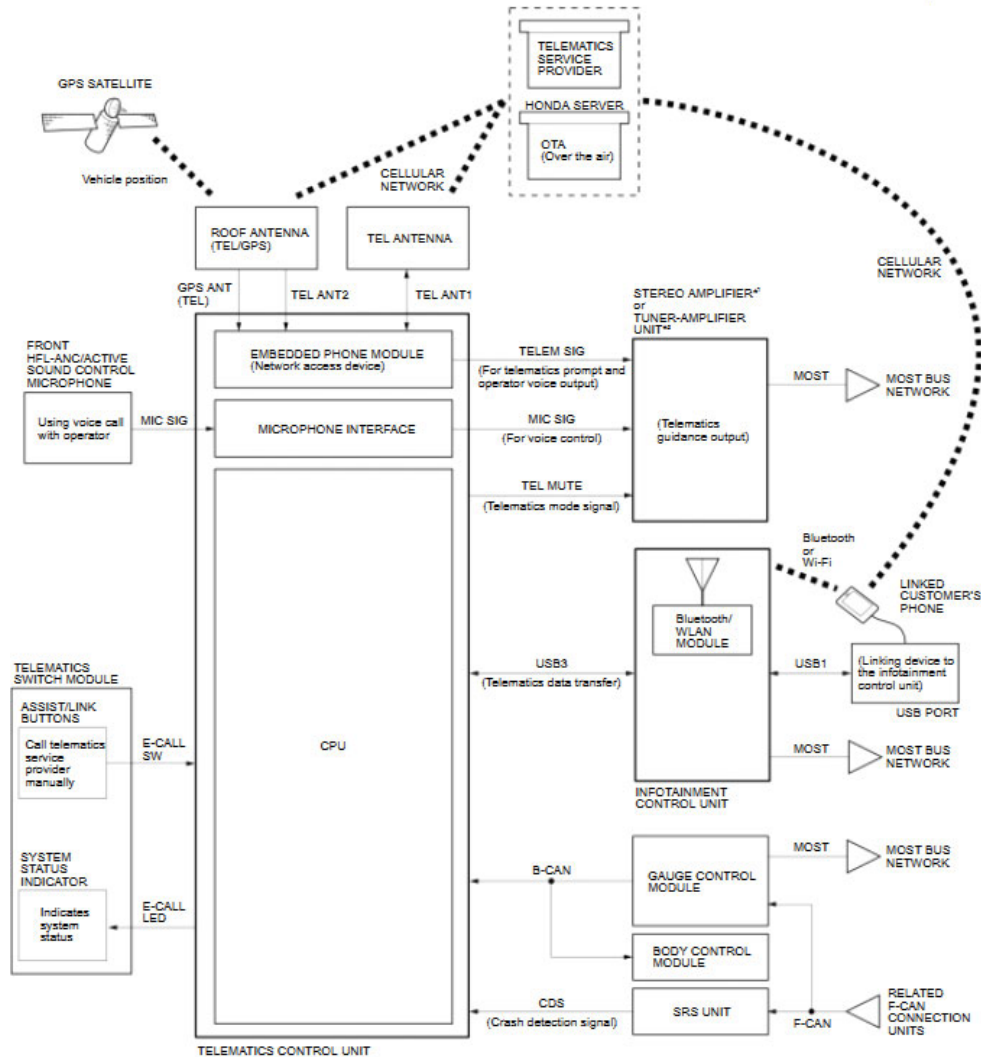 TELEMATICS
SERVICE
PROVIDER
GPS SATELLITE
HONDA SERVER
OTA
(Over the air)
Vehicle position
CELLULAR
NETWORK
ROOF ANTENNA
(TEL/GPS)
TEL ANTENNA
CELLULAR
NETWORK
GPS ANT
(TEL)
TEL ANT2
TEL ANT1
STEREO AMPLIFIER*1
or
TUNER-AMPLIFIER
UNIT*2
FRONT
HFL-ANC/ACTIVE
SOUND CONTROL
MICROPHONE
EMBEDDED PHONE MODULE
(Network access device)
TELEM SIG
(For telematics prompt and
operator voice output)
MOST
MOST BUS
NETWORK
Using voice call
with operator
MIC SIG
MICROPHONE INTERFACE
MIC SIG
(For voice control)
(Telematics
guidance output)
TEL MUTE
(Telematics mode signal)
Bluetooth
or
Wi-Fi
LINKED
CUSTOMER'S
PHONE
Bluetooth/
WLAN
MODULE
TELEMATICS
SWITCH MODULE
USB3
(Telematics data transfer)
USB1
(Linking device to
the infotainment
control unit)
USB PORT
ASSIST/LINK
BUTTONS
Call telematics
service
provider
manually
E-CALL
SW
CPU
MOST
MOST BUS
NETWORK
INFOTAINMENT
CONTROL UNIT
SYSTEM
STATUS
INDICATOR
Indicates
system
status
E-CALL
LED
B-CAN
GAUGE CONTROL
MODULE
MOST
MOST BUS
NETWORK
BODY CONTROL
MODULE
CDS
(Crash detection signal)
SRS UNIT
F-CAN
RELATED
F-CAN
CONNECTION
UNITS
TELEMATICS CONTROL UNIT